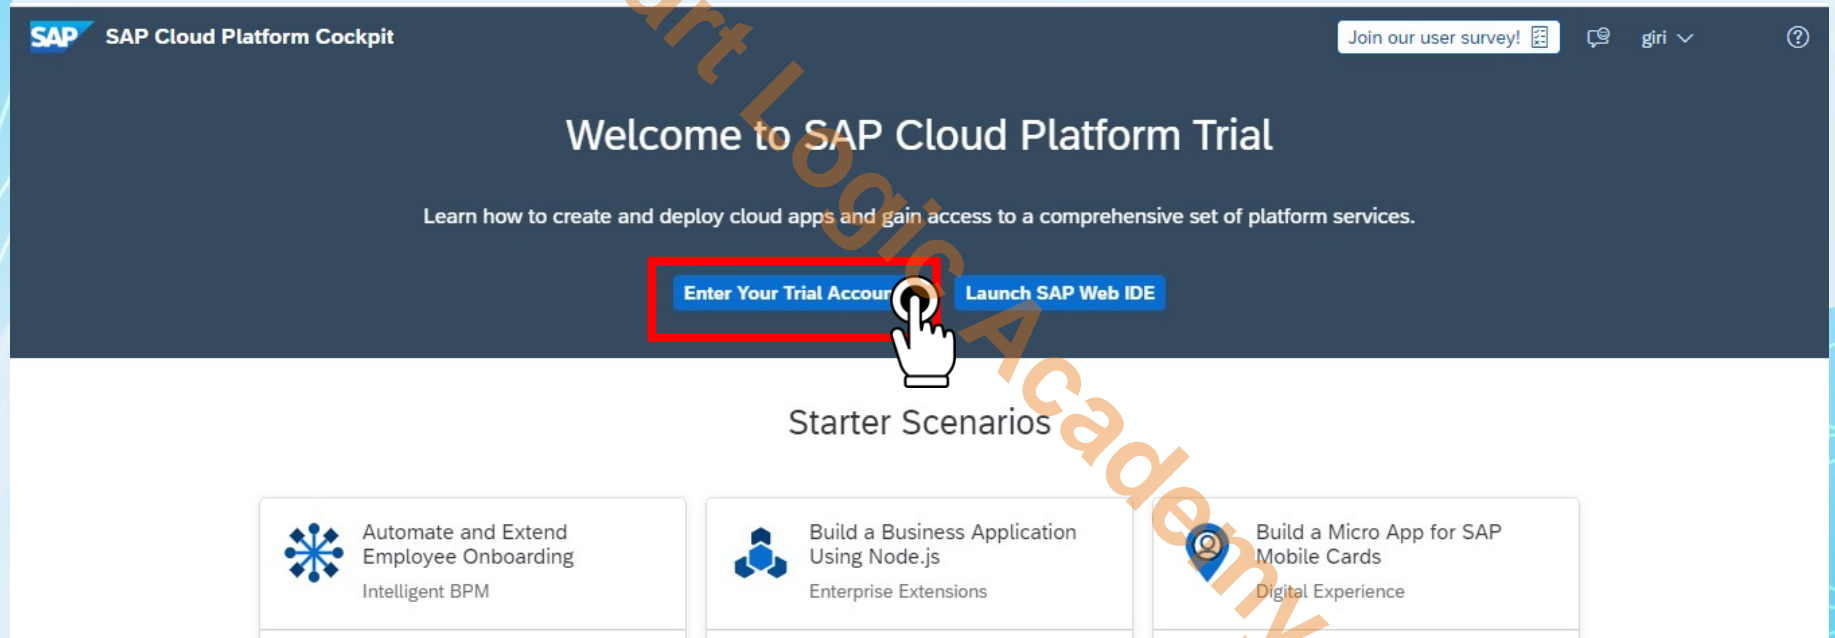 SAP SAP Cloud Platform Cockpit Join our user survey! giri
Welcome to SAP Cloud Platform Trial
Learn how to create and deploy cloud apps and gain access to a comprehensive set of platform services.
Enter Your Trial Accoun Launch SAP Web IDE
Starter Scenarios
Automate and Extend
Employee Onboarding
Intelligent BPM
Build a Business Application
Using Node.js
Enterprise Extensions
Build a Micro App for SAP
Mobile Cards
Digital Experience
art Logic Academy